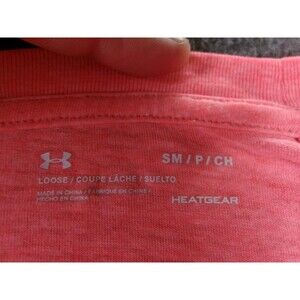 SM / P / CH
LOOSE / COUPE LÂCHE / SUELTO
MADE IN CHINA / FABRIQUÉ EN CHINE /
HECHO EN CHINA
HEATGEAR